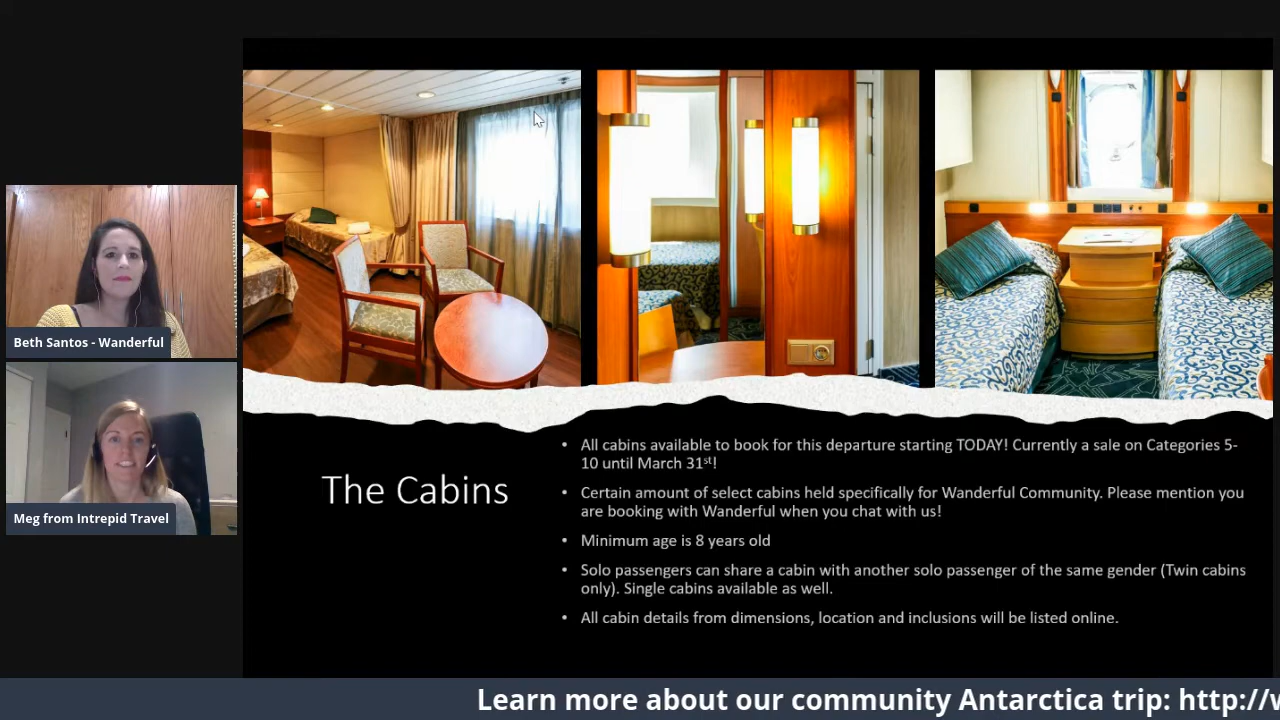 Beth Santos - Wanderful
Meg from Intrepid Travel
The Cabins
• All cabins available to book for this departure starting TODAY! Currently a sale on Categories 5-
10 until March 31st!
• Certain amount of select cabins held specifically for Wanderful Community. Please mention you
are booking with Wanderful when you chat with us!
• Minimum age is 8 years old
• Solo passengers can share a cabin with another solo passenger of the same gender (Twin cabins
only). Single cabins available as well.
• All cabin details from dimensions, location and inclusions will be listed online.
Learn more about our community Antarctica trip: http://